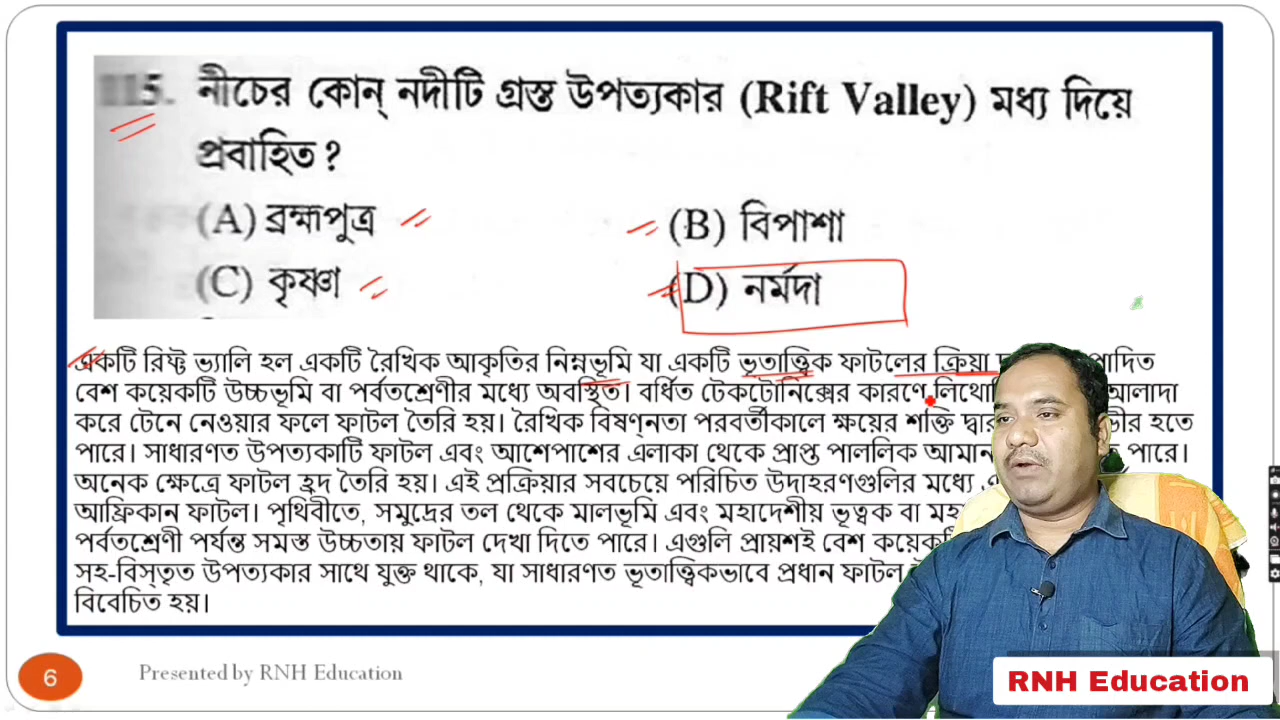 115. নীচের কোন্ নদীটি গ্রস্ত উপত্যকার (Rift Valley) মধ্য দিয়ে
প্রবাহিত?
(A) ব্রহ্মপুত্র (B) বিপাশা
(C) কৃষ্ণা (D) নর্মদা
একটি রিফ্ট ভ্যালি হল একটি রৈখিক আকৃতির নিম্নভূমি যা একটি ভূতাত্ত্বিক ফাটলের ক্রিয়া
বেশ কয়েকটি উচ্চভূমি বা পর্বতশ্রেণীর মধ্যে অবস্থিত। বর্ধিত টেকটোনিক্সের কারণে আলাদা
করে টেনে নেওয়ার ফলে ফাটল তৈরি হয়। রৈখিক বিষণ্নতা পরবর্তীকালে ক্ষয়ের শক্তি হতে
পারে। সাধারণত উপত্যকাটি ফাটল এবং আশেপাশের এলাকা থেকে প্রাপ্ত পাললিক পারে।
অনেক ক্ষেত্রে ফাটল হ্রদ তৈরি হয়। এই প্রক্রিয়ার সবচেয়ে পরিচিত উদাহরণগুলির মধ্যে
আফ্রিকান ফাটল। পৃথিবীতে, সমুদ্রের তল থেকে মালভূমি এবং মহাদেশীয় ভূত্বক বা
পর্বতশ্রেণী পর্যন্ত সমস্ত উচ্চতায় ফাটল দেখা দিতে পারে। এগুলি প্রায়শই বেশ
সহ-বিস্তৃত উপত্যকার সাথে যুক্ত থাকে, যা সাধারণত ভূতাত্ত্বিকভাবে প্রধান ফাটল
বিবেচিত হয়।
6 Presented by RNH Education
RNH Education